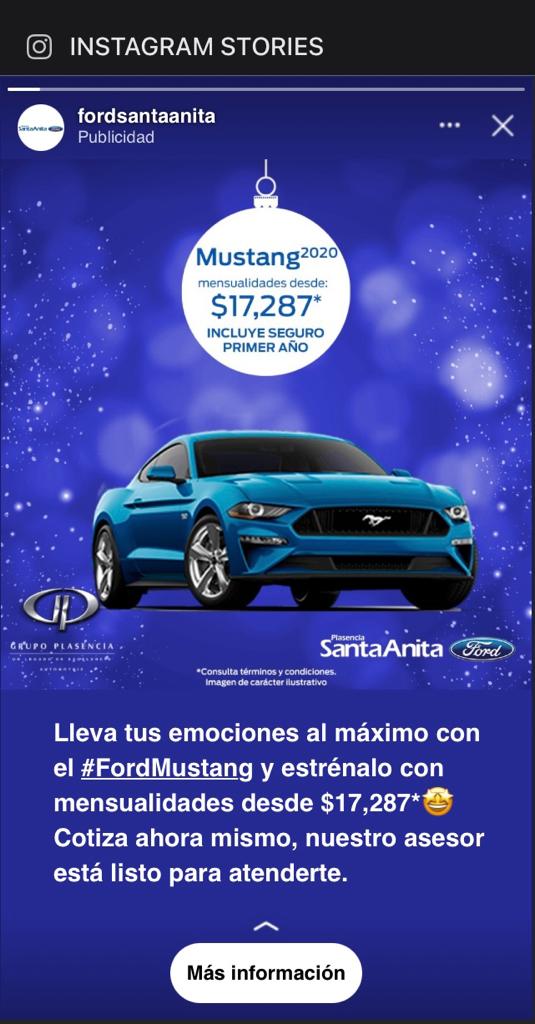 INSTAGRAM STORIES
fordsantaanita
Publicidad
Mustang2020
mensualidades desde:
$17,287*
INCLUYE SEGURO
PRIMER AÑO
GRUPO PLASENCIA
AUTOMOTRIZ
Plasencia
SantaAnita Ford
*Consulta términos y condiciones.
Imagen de carácter ilustrativo
Lleva tus emociones al máximo con
el #FordMustang y estrénalo con
mensualidades desde $17,287*🤩
Cotiza ahora mismo, nuestro asesor
está listo para atenderte.
Más información